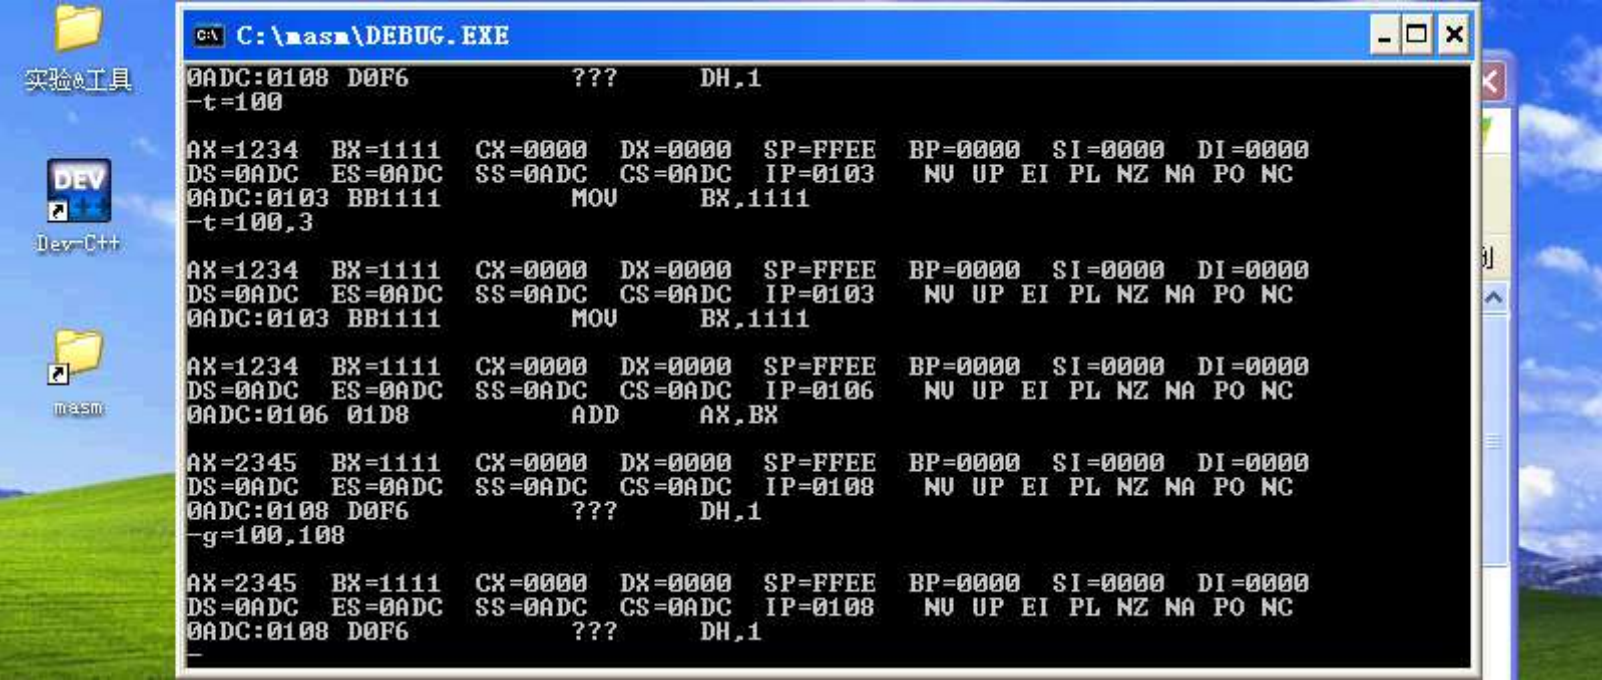 实验&工具
DEV
++
Dev-C++
masm
C:\masm\DEBUG.EXE
0ADC:0108 D0F6 ??? DH,1
-t=100
AX=1234 BX=1111 CX=0000 DX=0000 SP=FFEE BP=0000 SI=0000 DI=0000
DS=0ADC ES=0ADC SS=0ADC CS=0ADC IP=0103 NV UP EI PL NZ NA PO NC
0ADC:0103 BB1111 MOV BX,1111
-t=100,3
AX=1234 BX=1111 CX=0000 DX=0000 SP=FFEE BP=0000 SI=0000 DI=0000
DS=0ADC ES=0ADC SS=0ADC CS=0ADC IP=0103 NV UP EI PL NZ NA PO NC
0ADC:0103 BB1111 MOV BX,1111
AX=1234 BX=1111 CX=0000 DX=0000 SP=FFEE BP=0000 SI=0000 DI=0000
DS=0ADC ES=0ADC SS=0ADC CS=0ADC IP=0106 NV UP EI PL NZ NA PO NC
0ADC:0106 01D8 ADD AX,BX
AX=2345 BX=1111 CX=0000 DX=0000 SP=FFEE BP=0000 SI=0000 DI=0000
DS=0ADC ES=0ADC SS=0ADC CS=0ADC IP=0108 NV UP EI PL NZ NA PO NC
0ADC:0108 D0F6 ??? DH,1
-g=100,108
AX=2345 BX=1111 CX=0000 DX=0000 SP=FFEE BP=0000 SI=0000 DI=0000
DS=0ADC ES=0ADC SS=0ADC CS=0ADC IP=0108 NV UP EI PL NZ NA PO NC
0ADC:0108 D0F6 ??? DH,1
-